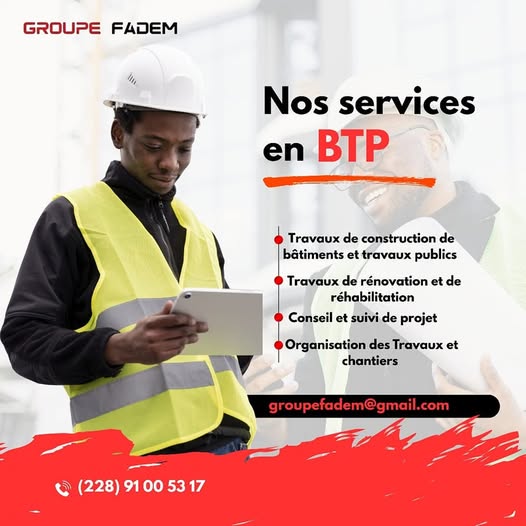 GROUPE FADEM
Nos services
en BTP
Travaux de construction de
bâtiments et travaux publics
Travaux de rénovation et de
réhabilitation
Conseil et suivi de projet
Organisation des Travaux et
chantiers
groupefadem@gmail.com
(228) 91 00 53 17